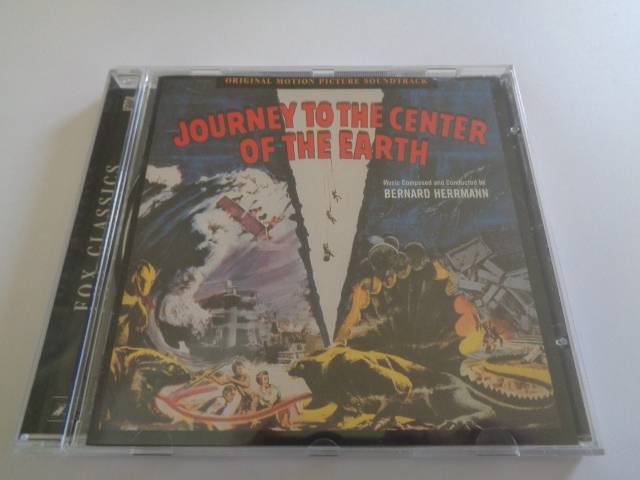 ORIGINAL MOTION PICTURE SOUNDTRACK
JOURNEY TO THE CENTER
OF THE EARTH
Music Composed and Conducted by
BERNARD HERRMANN
FOX CLASSICS